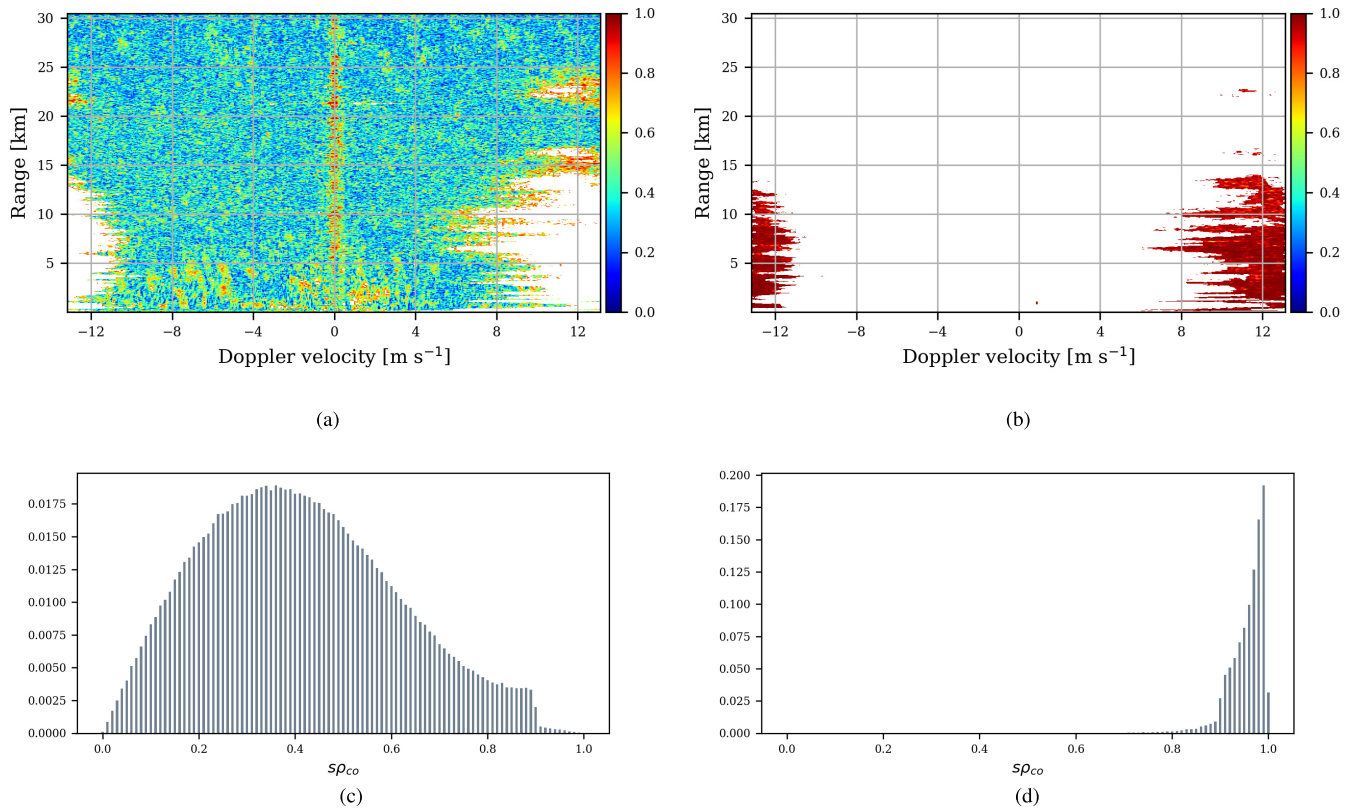 30
25
20
15
10
5
Range [km]
−12 −8 −4 0 4 8 12
Doppler velocity [m s⁻¹]
1.0
0.8
0.6
0.4
0.2
0.0
(a)
30
25
20
15
10
5
Range [km]
−12 −8 −4 0 4 8 12
Doppler velocity [m s⁻¹]
1.0
0.8
0.6
0.4
0.2
0.0
(b)
0.0175
0.0150
0.0125
0.0100
0.0075
0.0050
0.0025
0.0000
0.0 0.2 0.4 0.6 0.8 1.0
sρco
(c)
0.200
0.175
0.150
0.125
0.100
0.075
0.050
0.025
0.000
0.0 0.2 0.4 0.6 0.8 1.0
sρco
(d)